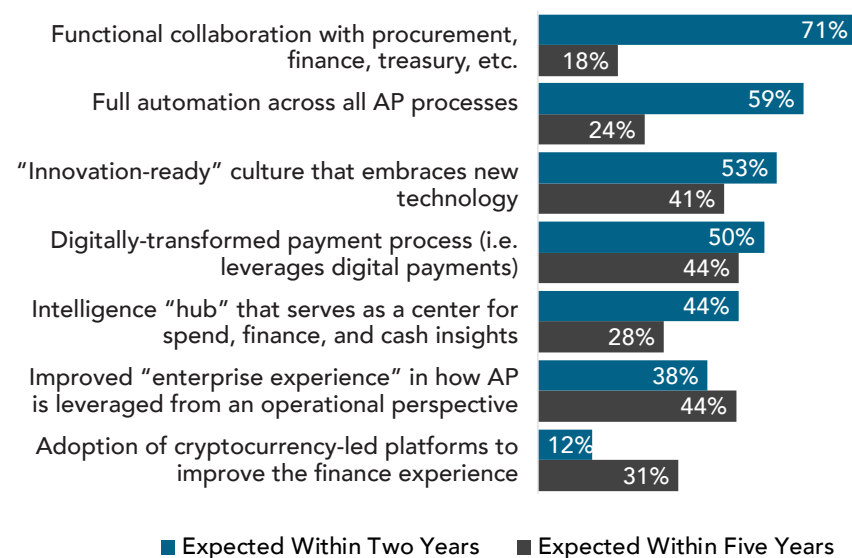 Functional collaboration with procurement,
finance, treasury, etc.
71%
18%
Full automation across all AP processes
59%
24%
“Innovation-ready” culture that embraces new
technology
53%
41%
Digitally-transformed payment process (i.e.
leverages digital payments)
50%
44%
Intelligence “hub” that serves as a center for
spend, finance, and cash insights
44%
28%
Improved “enterprise experience” in how AP
is leveraged from an operational perspective
38%
44%
Adoption of cryptocurrency-led platforms to
improve the finance experience
12%
31%
Expected Within Two Years
Expected Within Five Years